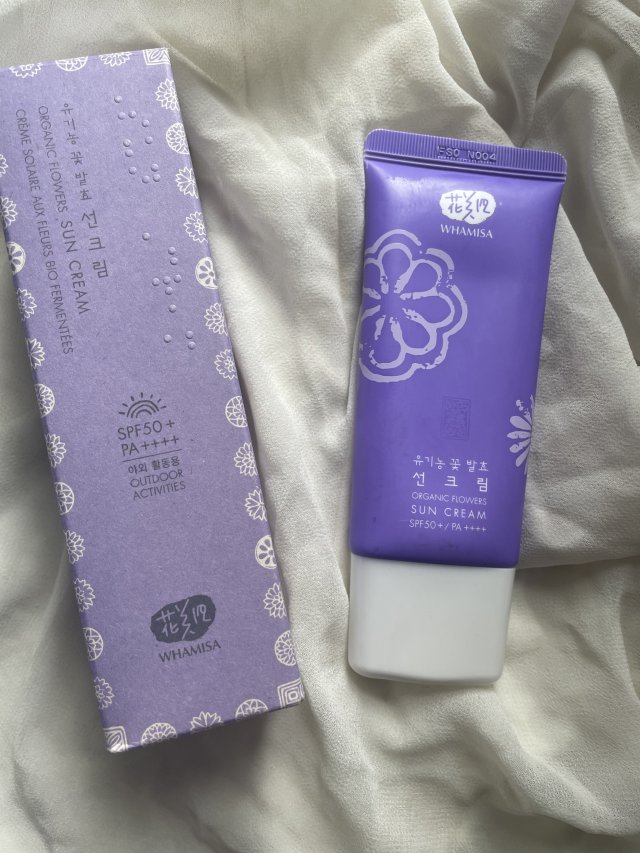 유기농 꽃 발효
선크림
ORGANIC FLOWERS SUN CREAM
CRÈME SOLAIRE AUX FLEURS BIO FERMENTÉES
SPF50+
PA++++
야외 활동용
OUTDOOR
ACTIVITIES
WHAMISA
WHAMISA
유기농 꽃 발효
선크림
ORGANIC FLOWERS
SUN CREAM
SPF50+/PA++++